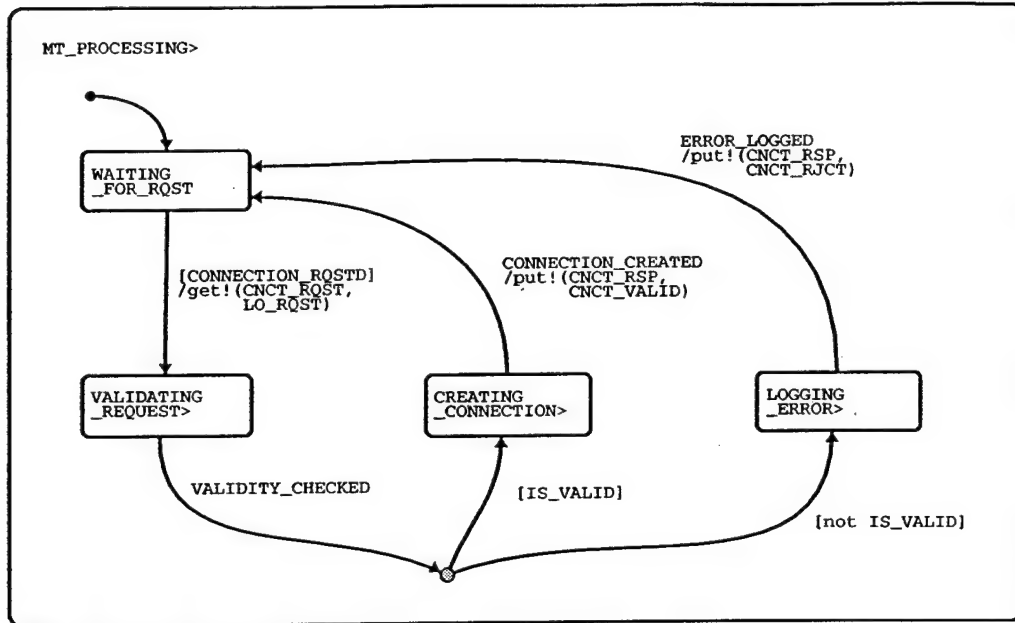 MT_PROCESSING>
ERROR_LOGGED
/put!(CNCT_RSP,
CNCT_RJCT)
WAITING
_FOR_RQST
[CONNECTION_RQSTD]
/get!(CNCT_RQST,
LO_RQST)
CONNECTION_CREATED
/put!(CNCT_RSP,
CNCT_VALID)
VALIDATING
_REQUEST>
CREATING
_CONNECTION>
LOGGING
_ERROR>
VALIDITY_CHECKED
[IS_VALID]
[not IS_VALID]